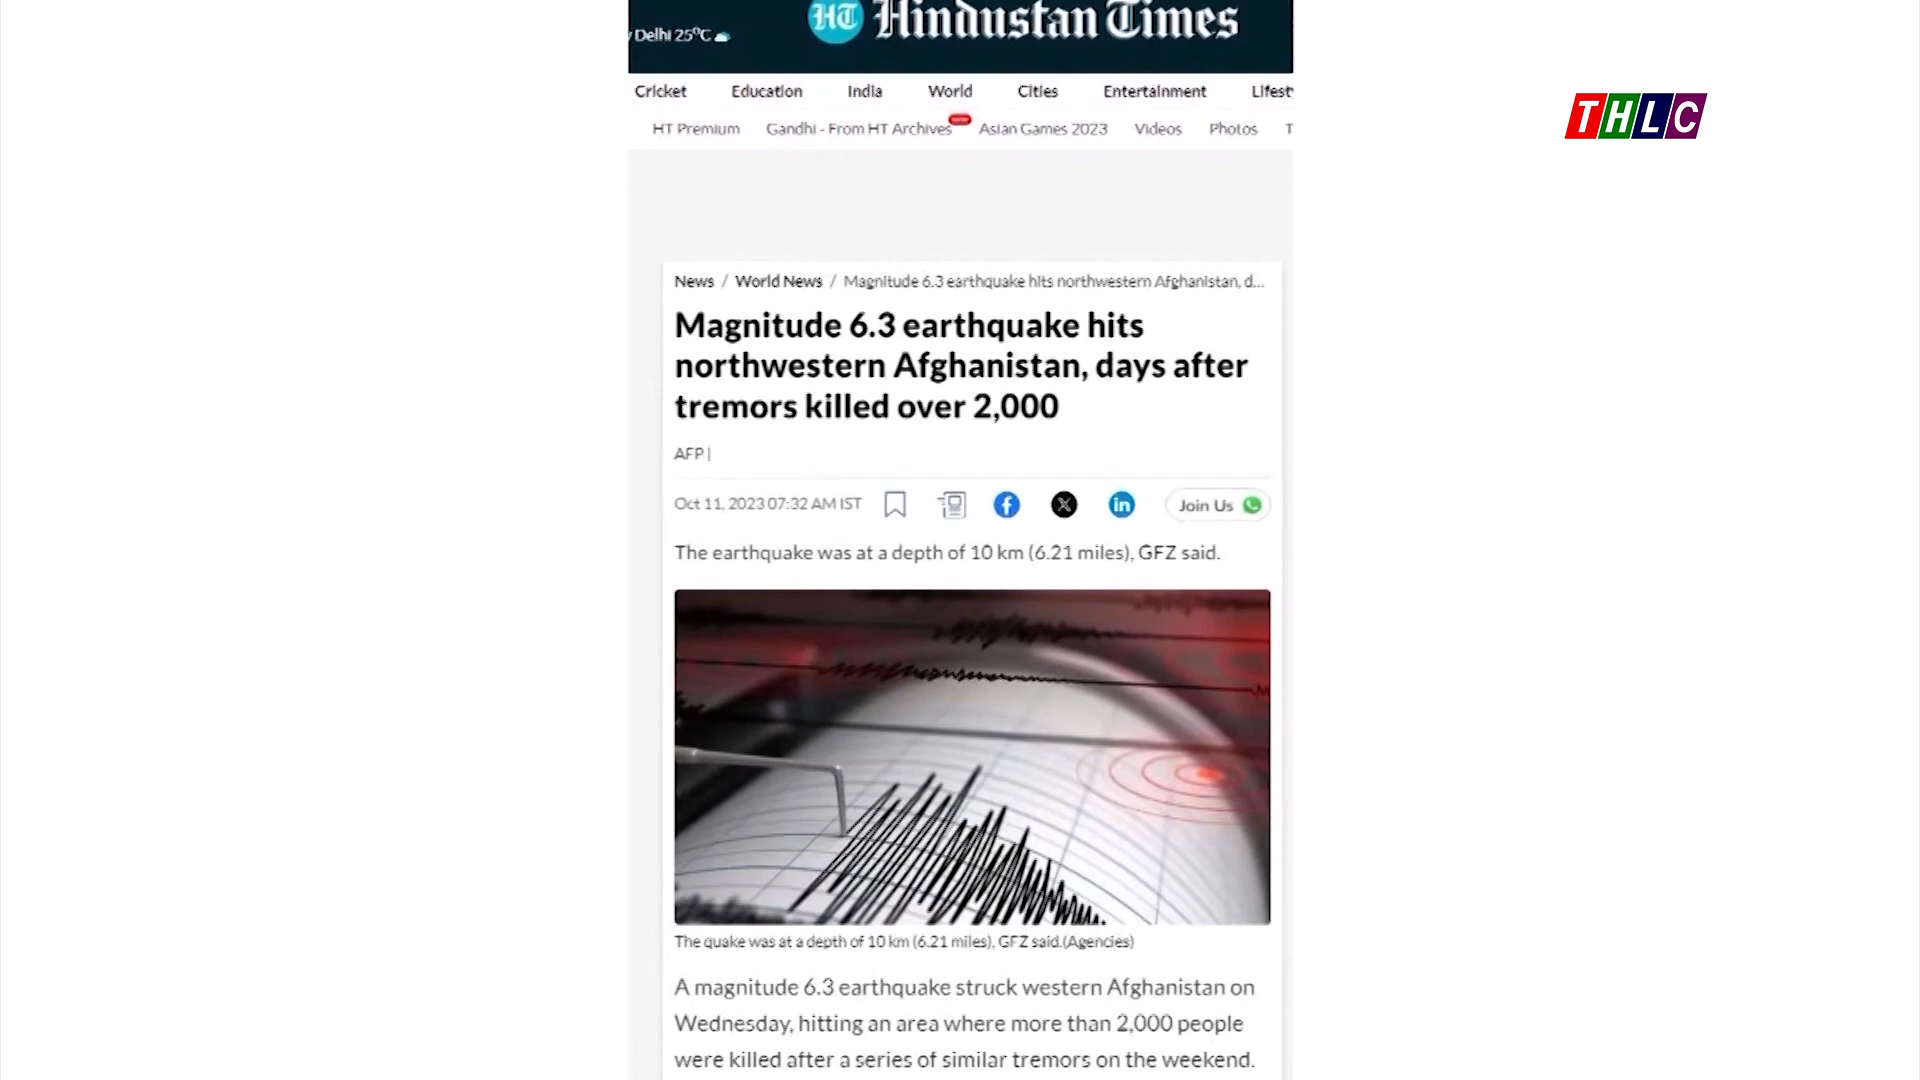 Delhi 25°C
HT Hindustan Times
THLC
Cricket Education India World Cities Entertainment Lifest
HT Premium Gandhi - From HT Archives NEW Asian Games 2023 Videos Photos T
News / World News / Magnitude 6.3 earthquake hits northwestern Afghanistan, d...
Magnitude 6.3 earthquake hits
northwestern Afghanistan, days after
tremors killed over 2,000
AFP |
Oct 11, 2023 07:32 AM IST Join Us
The earthquake was at a depth of 10 km (6.21 miles), GFZ said.
The quake was at a depth of 10 km (6.21 miles), GFZ said.(Agencies)
A magnitude 6.3 earthquake struck western Afghanistan on
Wednesday, hitting an area where more than 2,000 people
were killed after a series of similar tremors on the weekend.